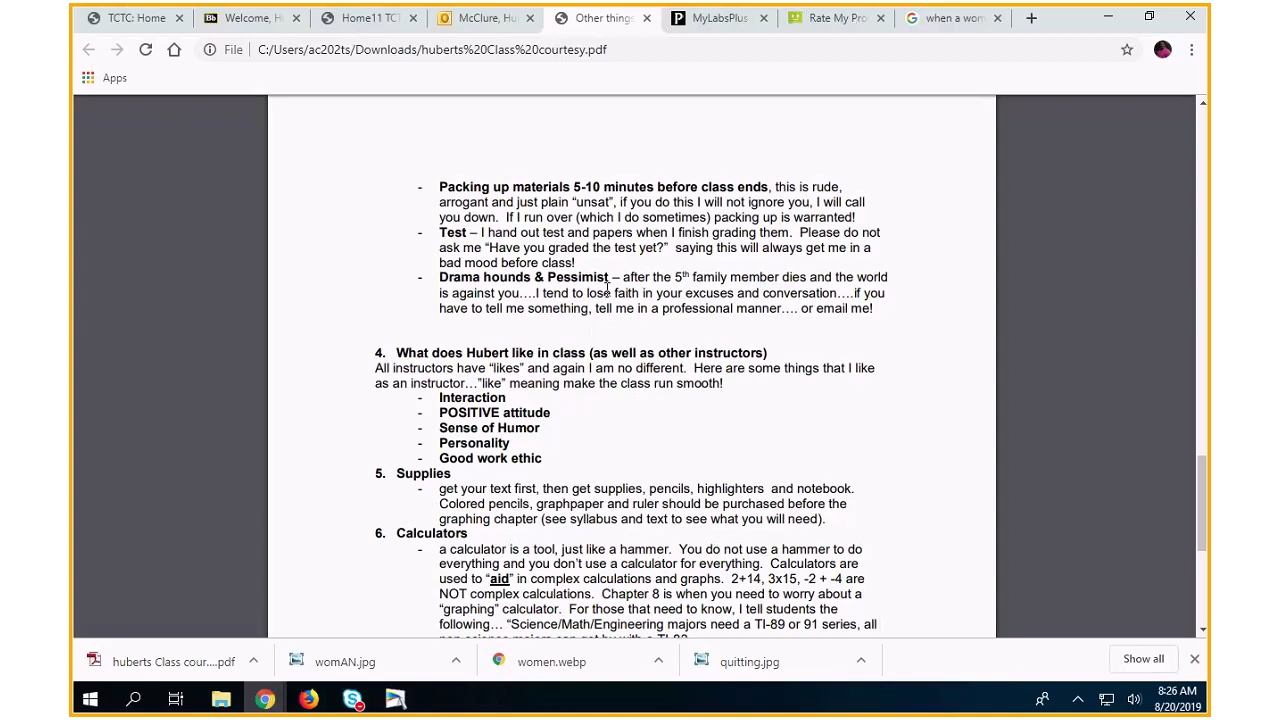 TCTC: Home
Welcome, H
Home11 TCT
McClure, Hu
Other things
MyLabsPlus
Rate My Pro
when a wom
File
C:/Users/ac202ts/Downloads/huberts%20Class%20courtesy.pdf
Apps
- Packing up materials 5-10 minutes before class ends, this is rude,
arrogant and just plain “unsat”, if you do this I will not ignore you, I will call
you down. If I run over (which I do sometimes) packing up is warranted!
- Test – I hand out test and papers when I finish grading them. Please do not
ask me “Have you graded the test yet?” saying this will always get me in a
bad mood before class!
- Drama hounds & Pessimist – after the 5th family member dies and the world
is against you….I tend to lose faith in your excuses and conversation….if you
have to tell me something, tell me in a professional manner…. or email me!
4. What does Hubert like in class (as well as other instructors)
All instructors have “likes” and again I am no different. Here are some things that I like
as an instructor…”like” meaning make the class run smooth!
- Interaction
- POSITIVE attitude
- Sense of Humor
- Personality
- Good work ethic
5. Supplies
- get your text first, then get supplies, pencils, highlighters and notebook.
Colored pencils, graphpaper and ruler should be purchased before the
graphing chapter (see syllabus and text to see what you will need).
6. Calculators
- a calculator is a tool, just like a hammer. You do not use a hammer to do
everything and you don’t use a calculator for everything. Calculators are
used to “aid” in complex calculations and graphs. 2+14, 3x15, -2 + -4 are
NOT complex calculations. Chapter 8 is when you need to worry about a
“graphing” calculator. For those that need to know, I tell students the
following… “Science/Math/Engineering majors need a TI-89 or 91 series, all
huberts Class cour....pdf
womAN.jpg
women.webp
quitting.jpg
Show all
8:26 AM
8/20/2019